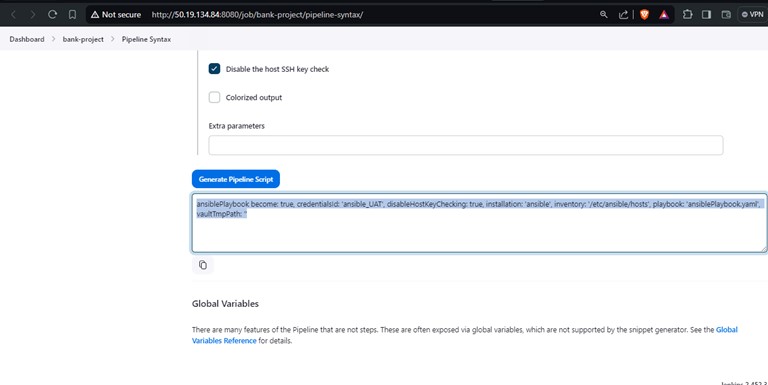 Not secure http://50.19.134.84:8080/job/bank-project/pipeline-syntax/ VPN
Dashboard > bank-project > Pipeline Syntax
Disable the host SSH key check
Colorized output
Extra parameters
Generate Pipeline Script
ansiblePlaybook become: true, credentialsId: 'ansible_UAT', disableHostKeyChecking: true, installation: 'ansible', inventory: '/etc/ansible/hosts', playbook: 'ansiblePlaybook.yaml',
vaultTmpPath: ''
Global Variables
There are many features of the Pipeline that are not steps. These are often exposed via global variables, which are not supported by the snippet generator. See the Global
Variables Reference for details.